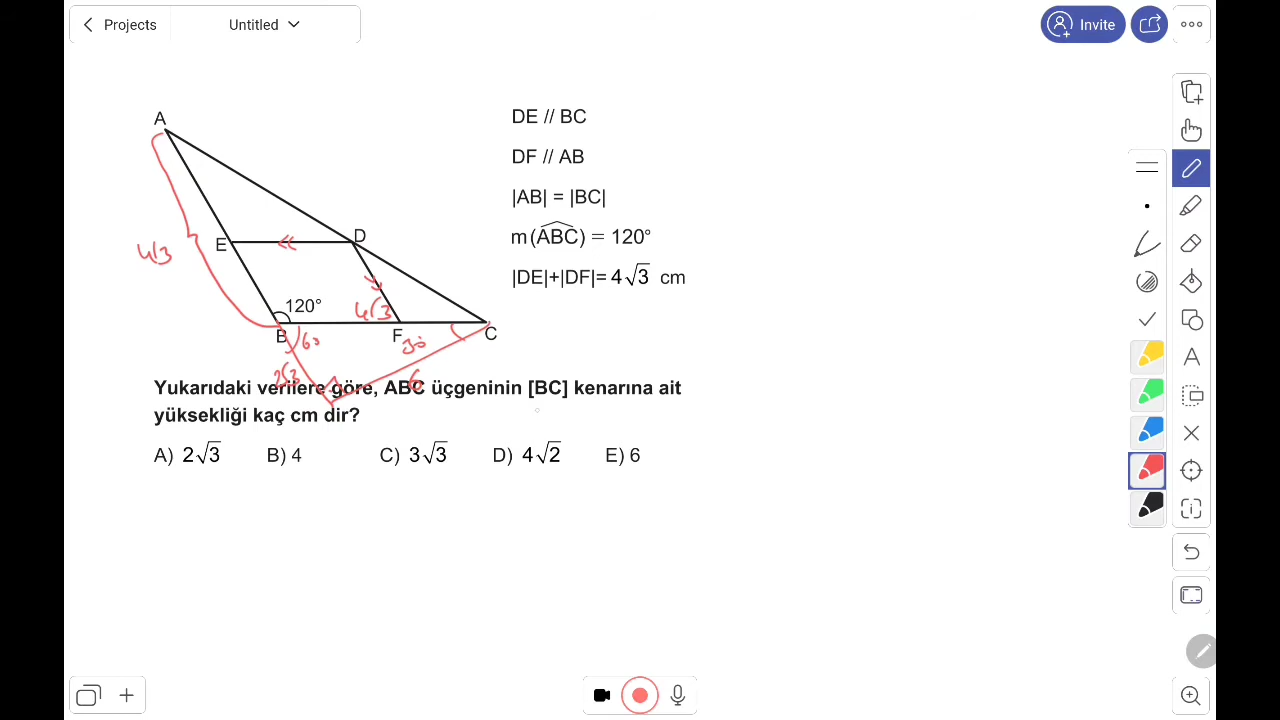 Projects
Untitled
Invite
A
E
D
120°
B
F
C
4√3
4√3
60
30
2√3
6
DE // BC
DF // AB
|AB| = |BC|
m(ABC) = 120°
|DE|+|DF|= 4√3 cm
Yukarıdaki verilere göre, ABC üçgeninin [BC] kenarına ait
yüksekliği kaç cm dir?
A) 2√3 B) 4 C) 3√3 D) 4√2 E) 6